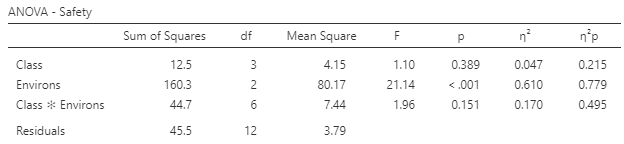 ANOVA - Safety
Sum of Squares df Mean Square F p η² η²p
Class 12.5 3 4.15 1.10 0.389 0.047 0.215
Environs 160.3 2 80.17 21.14 < .001 0.610 0.779
Class ✻ Environs 44.7 6 7.44 1.96 0.151 0.170 0.495
Residuals 45.5 12 3.79